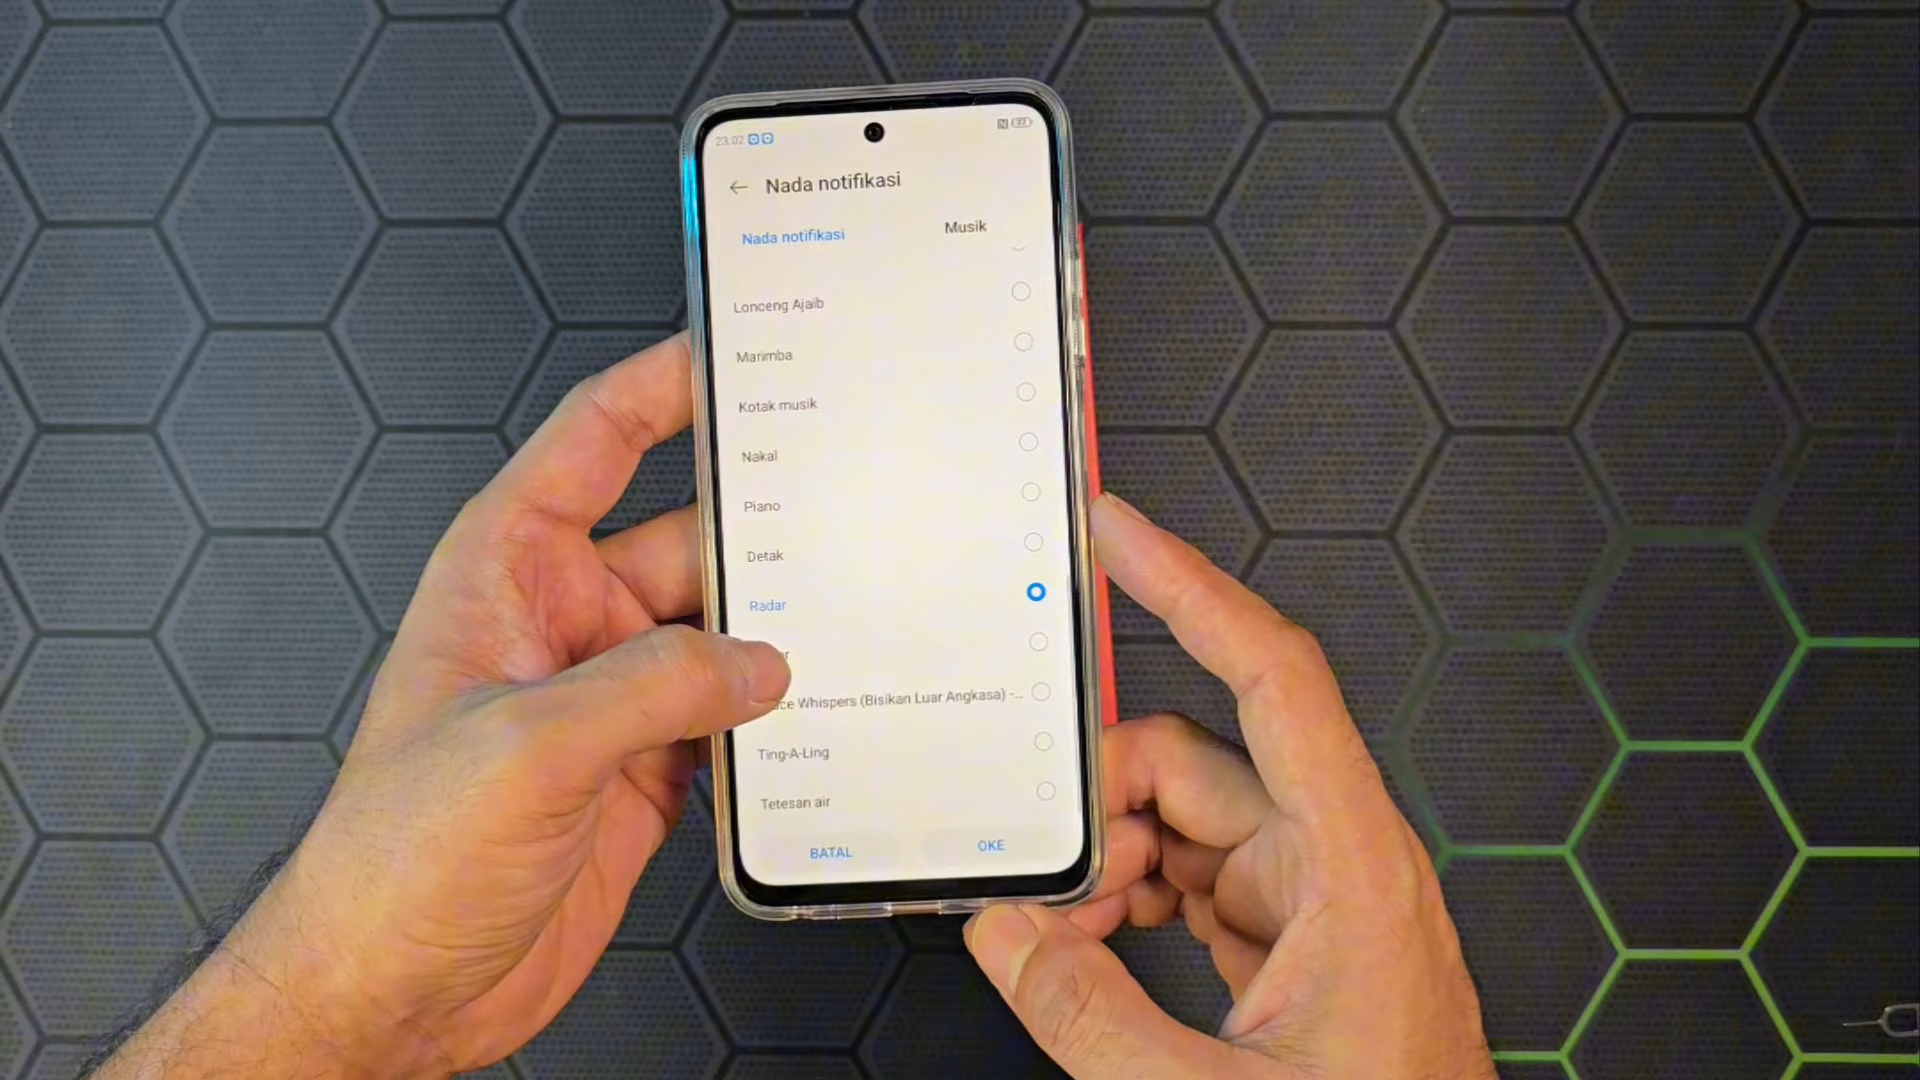 23.02
Nada notifikasi
Nada notifikasi
Musik
Lonceng Ajaib
Marimba
Kotak musik
Nakal
Piano
Detak
Radar
Whispers (Bisikan Luar Angkasa) -...
Ting-A-Ling
Tetesan air
BATAL
OKE